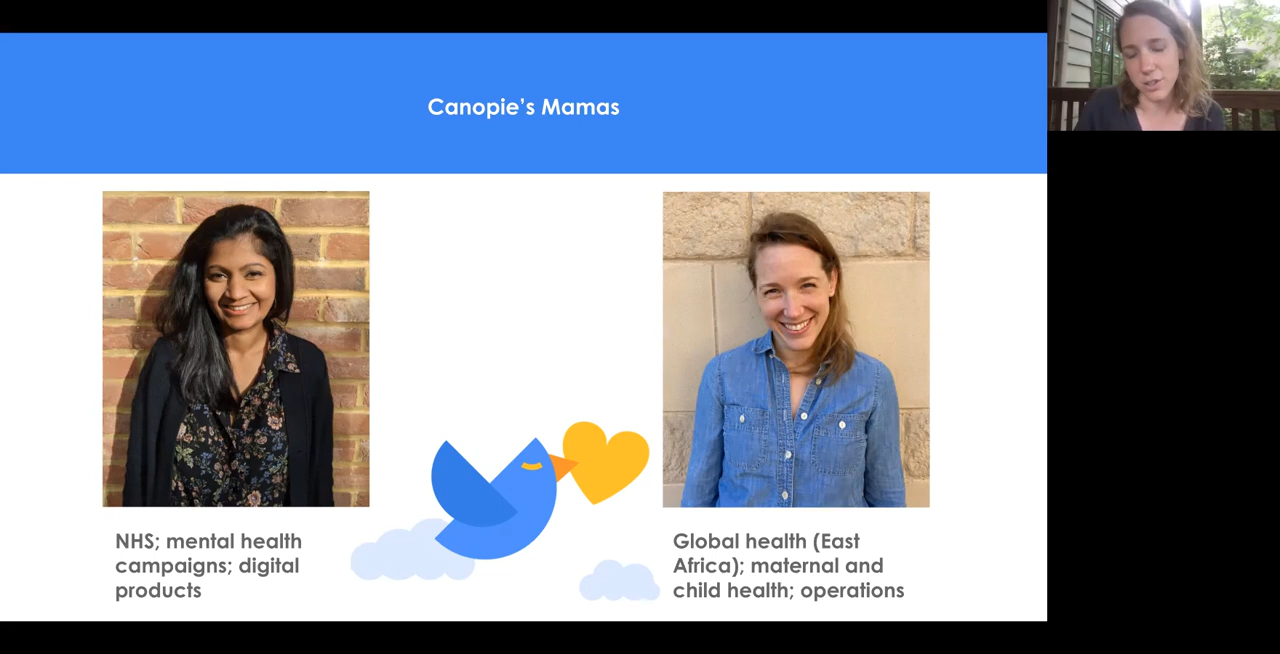 Canopie’s Mamas
NHS; mental health
campaigns; digital
products
Global health (East
Africa); maternal and
child health; operations